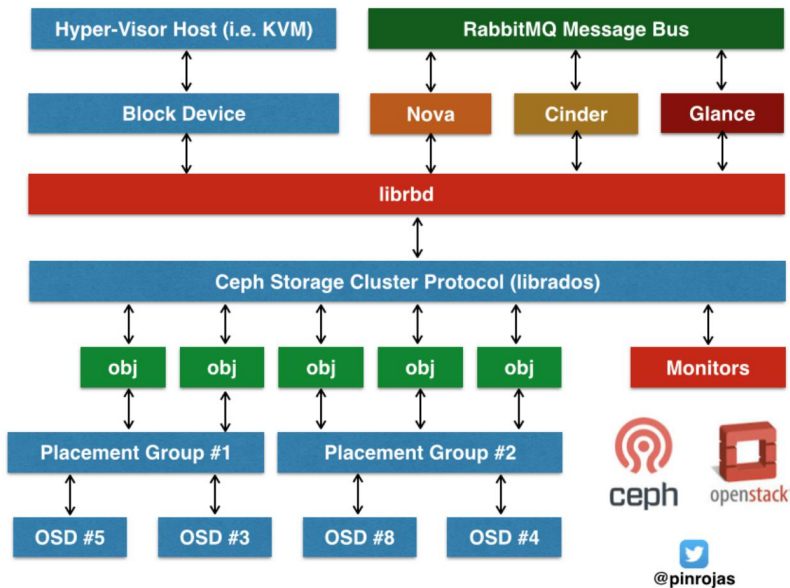 Hyper-Visor Host (i.e. KVM)
RabbitMQ Message Bus
Block Device
Nova
Cinder
Glance
librbd
Ceph Storage Cluster Protocol (librados)
obj
obj
obj
obj
obj
Monitors
Placement Group #1
Placement Group #2
ceph
openstack
OSD #5
OSD #3
OSD #8
OSD #4
@pinrojas